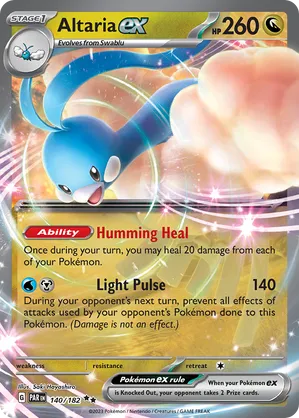 STAGE1
Altaria ex
HP 260
Evolves from Swablu
Ability Humming Heal
Once during your turn, you may heal 20 damage from each
of your Pokémon.
Light Pulse 140
During your opponent's next turn, prevent all effects of
attacks used by your opponent's Pokémon done to this
Pokémon. (Damage is not an effect.)
weakness resistance retreat
Pokémon ex rule
When your Pokémon ex
is Knocked Out, your opponent takes 2 Prize cards.
Illus. Saki Hayashiro
G PAR EN 140/182
©2023 Pokémon / Nintendo / Creatures / GAME FREAK